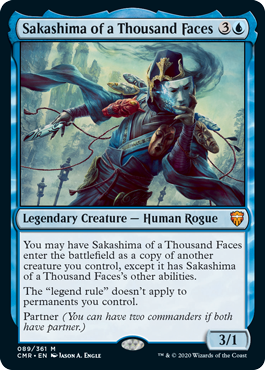 Sakashima of a Thousand Faces 3
Legendary Creature — Human Rogue
You may have Sakashima of a Thousand Faces
enter the battlefield as a copy of another
creature you control, except it has Sakashima
of a Thousand Faces's other abilities.
The “legend rule” doesn't apply to
permanents you control.
Partner (You can have two commanders if both
have partner.)
3/1
089/361 M
CMR • EN Jason A. Engle
™ & © 2020 Wizards of the Coast